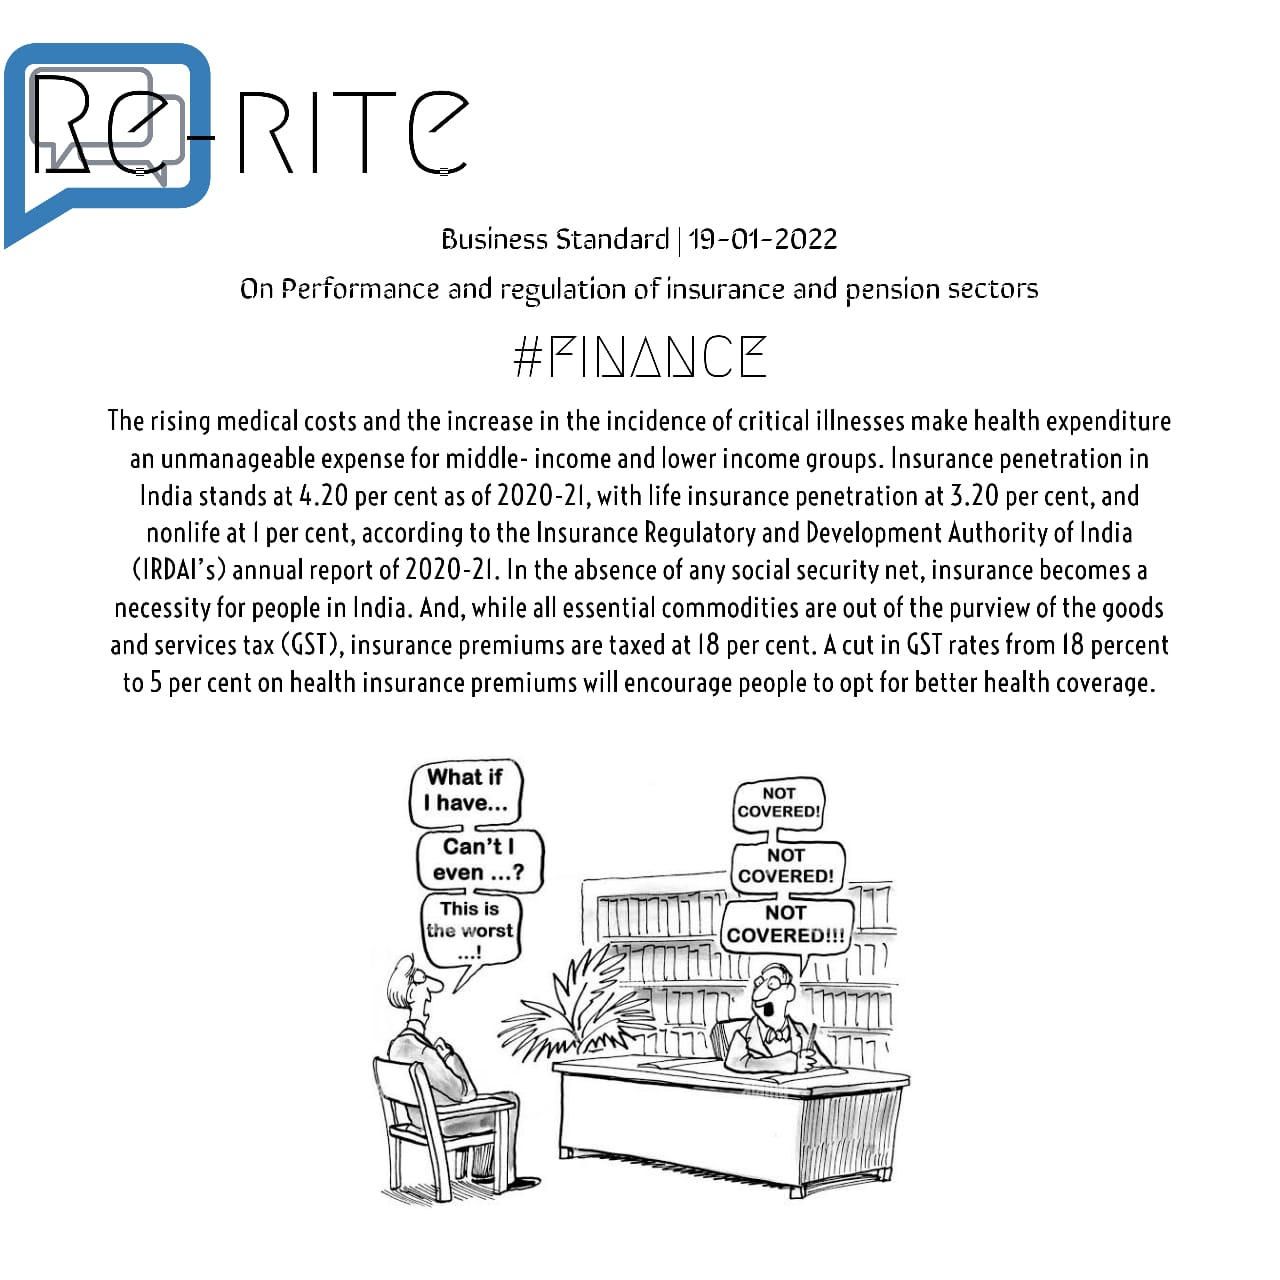 Re-RITe
Business Standard | 19-01-2022
On Performance and regulation of insurance and pension sectors
#FINANCE
The rising medical costs and the increase in the incidence of critical illnesses make health expenditure
an unmanageable expense for middle- income and lower income groups. Insurance penetration in
India stands at 4.20 per cent as of 2020-21, with life insurance penetration at 3.20 per cent, and
nonlife at 1 per cent, according to the Insurance Regulatory and Development Authority of India
(IRDAI's) annual report of 2020-21. In the absence of any social security net, insurance becomes a
necessity for people in India. And, while all essential commodities are out of the purview of the goods
and services tax (GST), insurance premiums are taxed at 18 per cent. A cut in GST rates from 18 percent
to 5 per cent on health insurance premiums will encourage people to opt for better health coverage.
What if
I have...
Can't I
even ...?
This is
the worst
...!
NOT
COVERED!
NOT
COVERED!
NOT
COVERED!!!